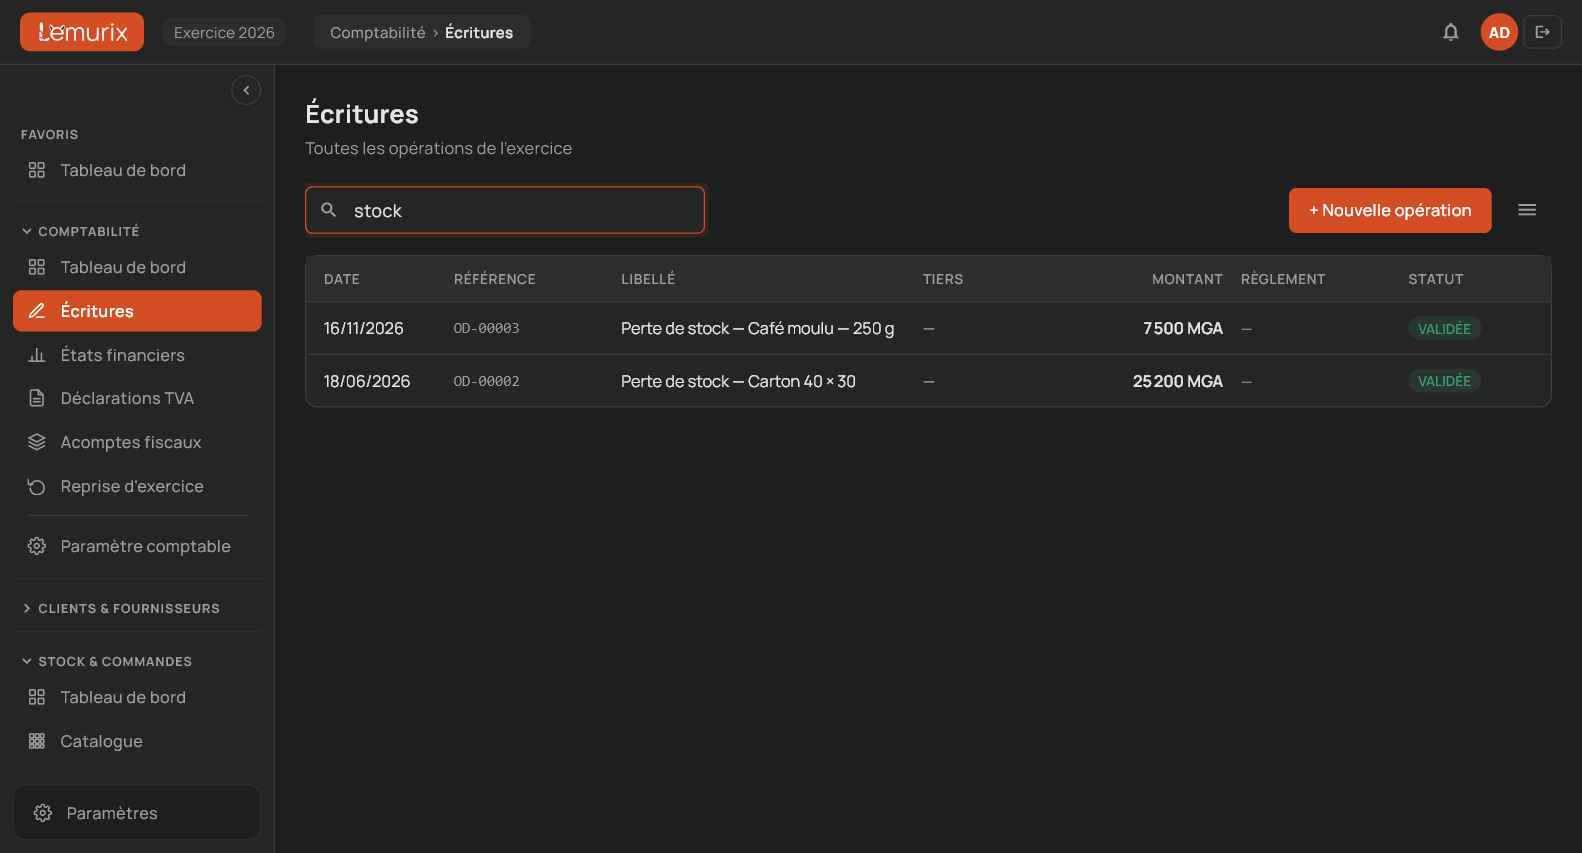 Lemurix
Exercice 2026
Comptabilité › Écritures
AD
FAVORIS
Tableau de bord
COMPTABILITÉ
Tableau de bord
Écritures
États financiers
Déclarations TVA
Acomptes fiscaux
Reprise d'exercice
Paramètre comptable
CLIENTS & FOURNISSEURS
STOCK & COMMANDES
Tableau de bord
Catalogue
Paramètres
Écritures
Toutes les opérations de l'exercice
stock
+ Nouvelle opération
DATE RÉFÉRENCE LIBELLÉ TIERS MONTANT RÈGLEMENT STATUT
16/11/2026 OD-00003 Perte de stock — Café moulu — 250 g — 7 500 MGA — VALIDÉE
18/06/2026 OD-00002 Perte de stock — Carton 40 × 30 — 25 200 MGA — VALIDÉE